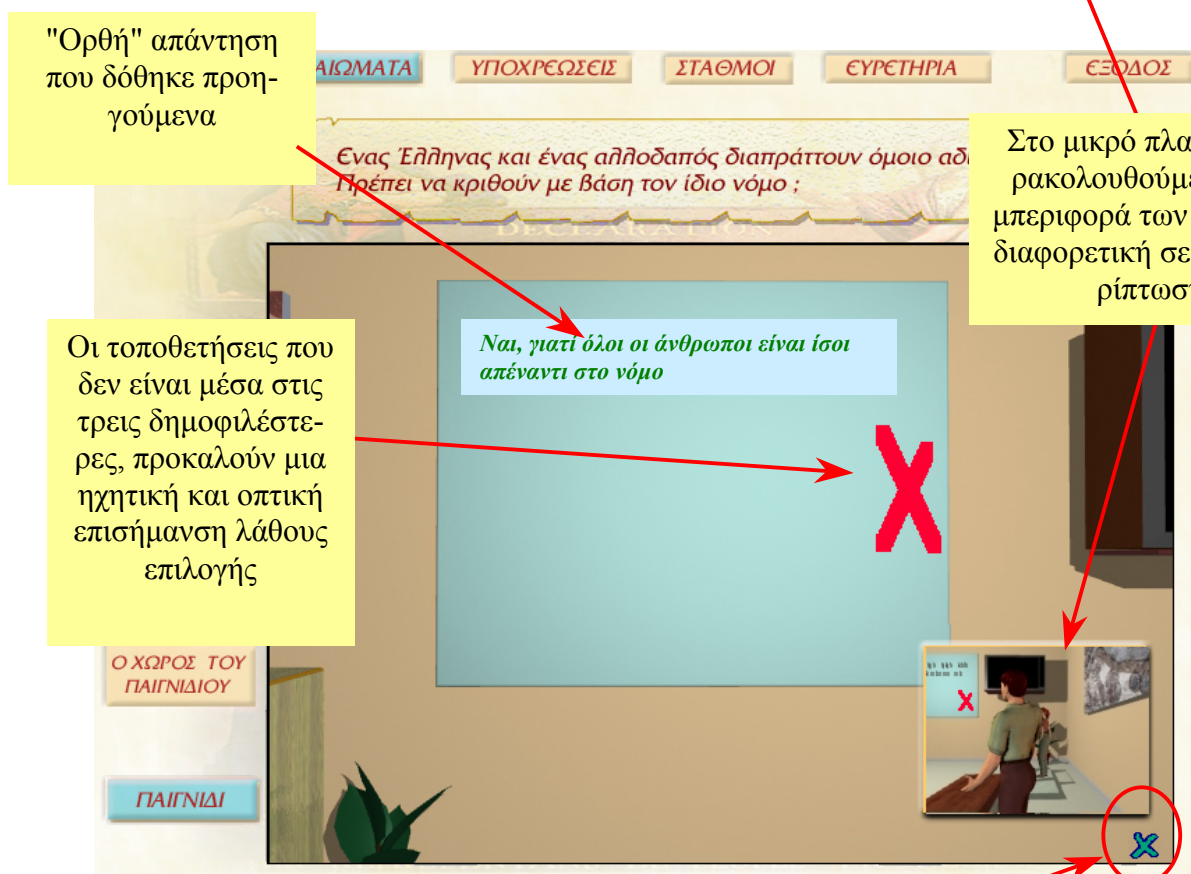 "Ορθή" απάντηση
που δόθηκε προη-
γούμενα
ΑΙΩΜΑΤΑ
ΥΠΟΧΡΕΩΣΕΙΣ
ΣΤΑΘΜΟΙ
ΕΥΡΕΤΗΡΙΑ
ΕΞΟΔΟΣ
Ενας Έλληνας και ένας αλλοδαπός διαπράττουν όμοιο αδι
Πρέπει να κριθούν με βάση τον ίδιο νόμο ;
DECLARATION
Στο μικρό πλα
ρακολουθούμε
μπεριφορά των
διαφορετική σε
ρίπτωσ
Ναι, γιατί όλοι οι άνθρωποι είναι ίσοι
απέναντι στο νόμο
Οι τοποθετήσεις που
δεν είναι μέσα στις
τρεις δημοφιλέστε-
ρες, προκαλούν μια
ηχητική και οπτική
επισήμανση λάθους
επιλογής
X
Ο ΧΩΡΟΣ ΤΟΥ
ΠΑΙΓΝΙΔΙΟΥ
ΠΑΙΓΝΙΔΙ